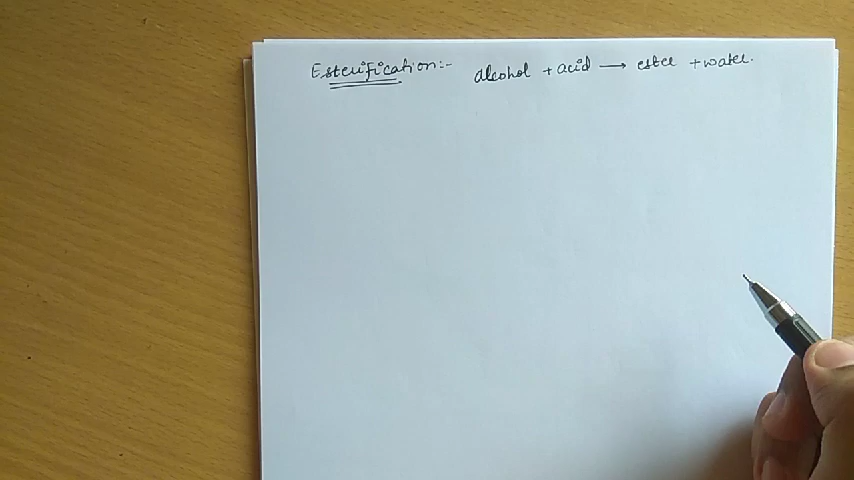 Esterification:- alcohol + acid ⟶ ester + water.